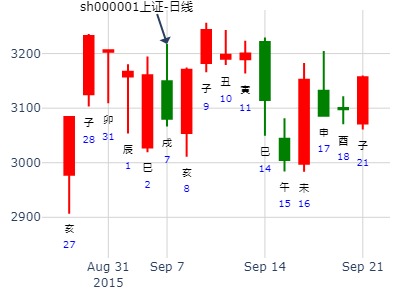 sh000001上证-日线
3200
3100
3000
2900
亥
27
子
28
卯
31
辰
1
巳
2
戌
7
亥
8
子
9
丑
10
寅
11
巳
14
午
15
未
16
申
17
酉
18
子
21
Aug 31
2015
Sep 7
Sep 14
Sep 21